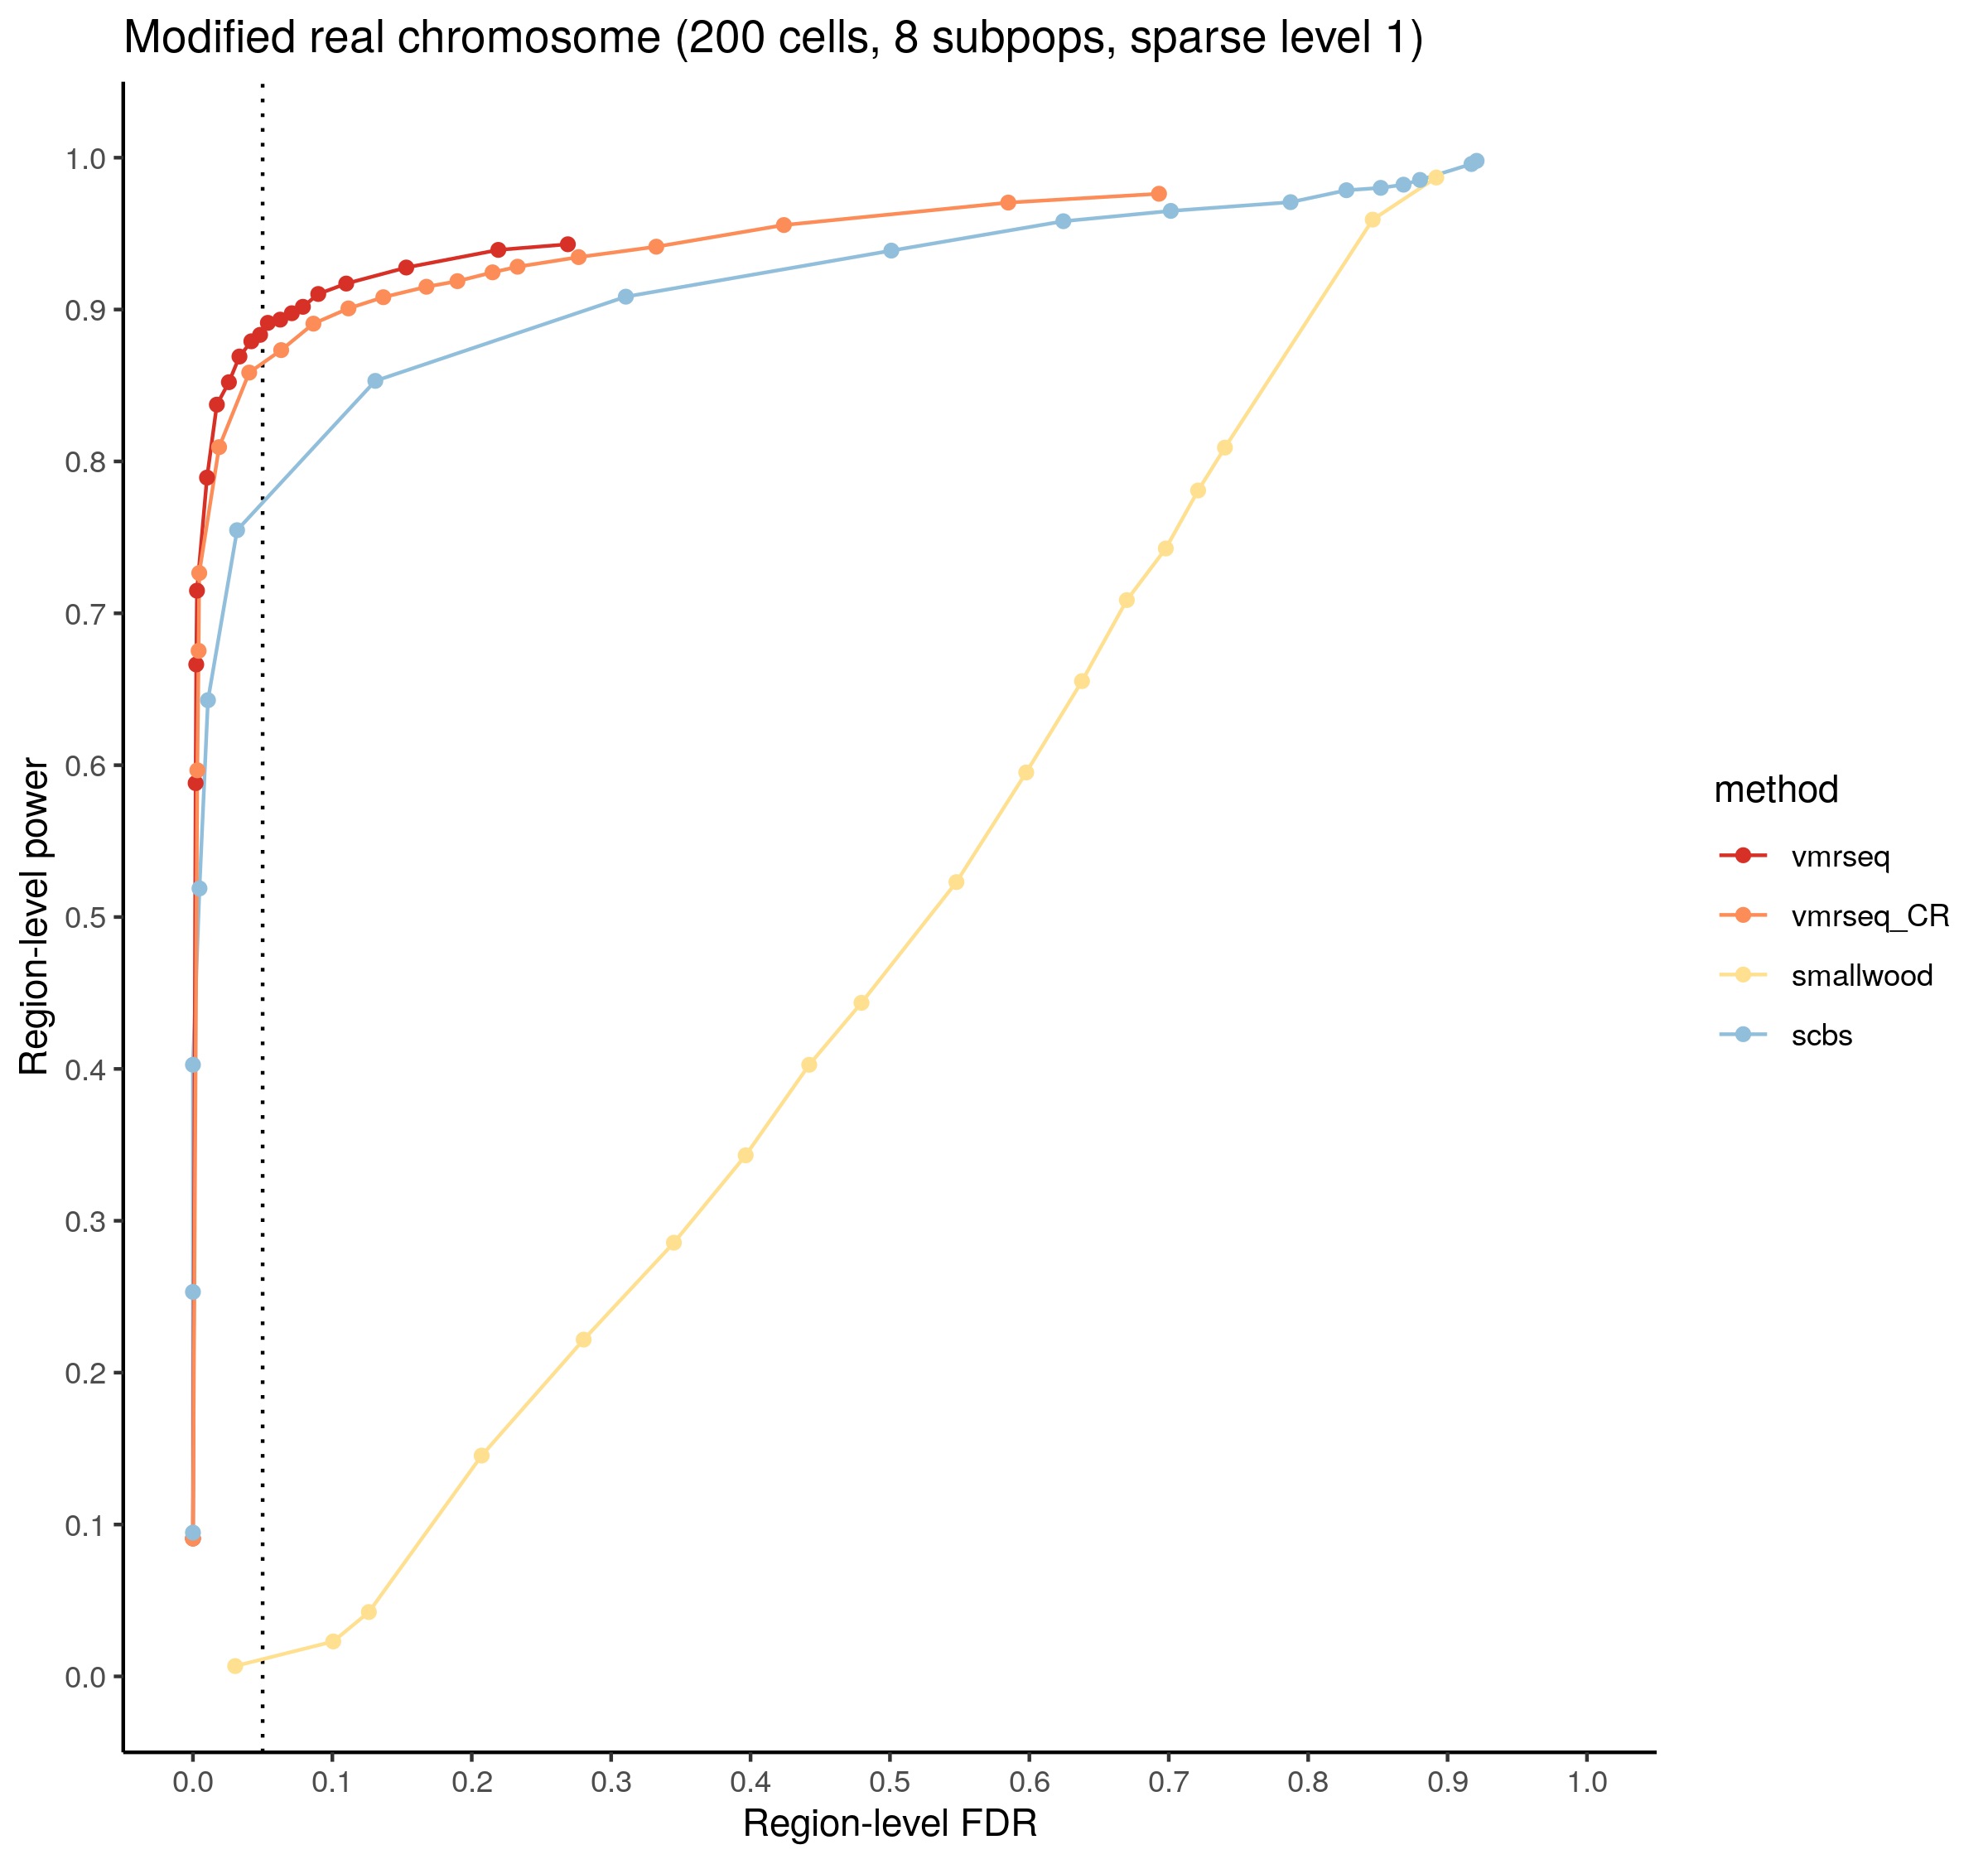 Modified real chromosome (200 cells, 8 subpops, sparse level 1)
Region-level power
1.0
0.9
0.8
0.7
0.6
0.5
0.4
0.3
0.2
0.1
0.0
0.0 0.1 0.2 0.3 0.4 0.5 0.6 0.7 0.8 0.9 1.0
Region-level FDR
method
vmrseq
vmrseq_CR
smallwood
scbs